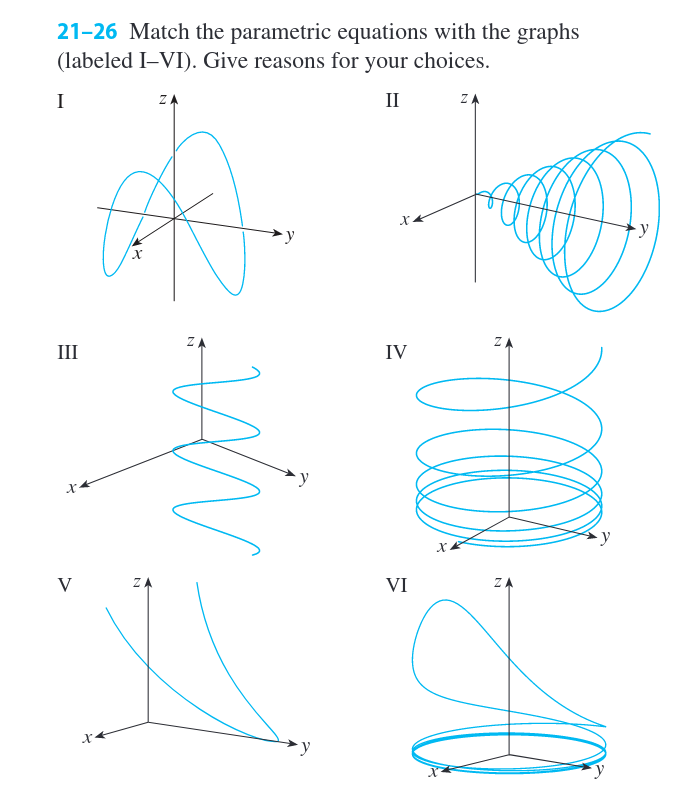 21–26 Match the parametric equations with the graphs
(labeled I–VI). Give reasons for your choices.
I
z
y
x
II
z
x
y
III
z
x
y
IV
z
x
y
V
z
x
y
VI
z
x
y